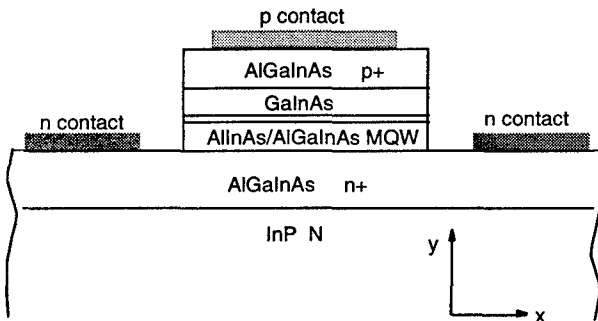 p contact
AlGaInAs p+
GaInAs
n contact
AlInAs/AlGaInAs MQW
n contact
AlGaInAs n+
InP N
y
x